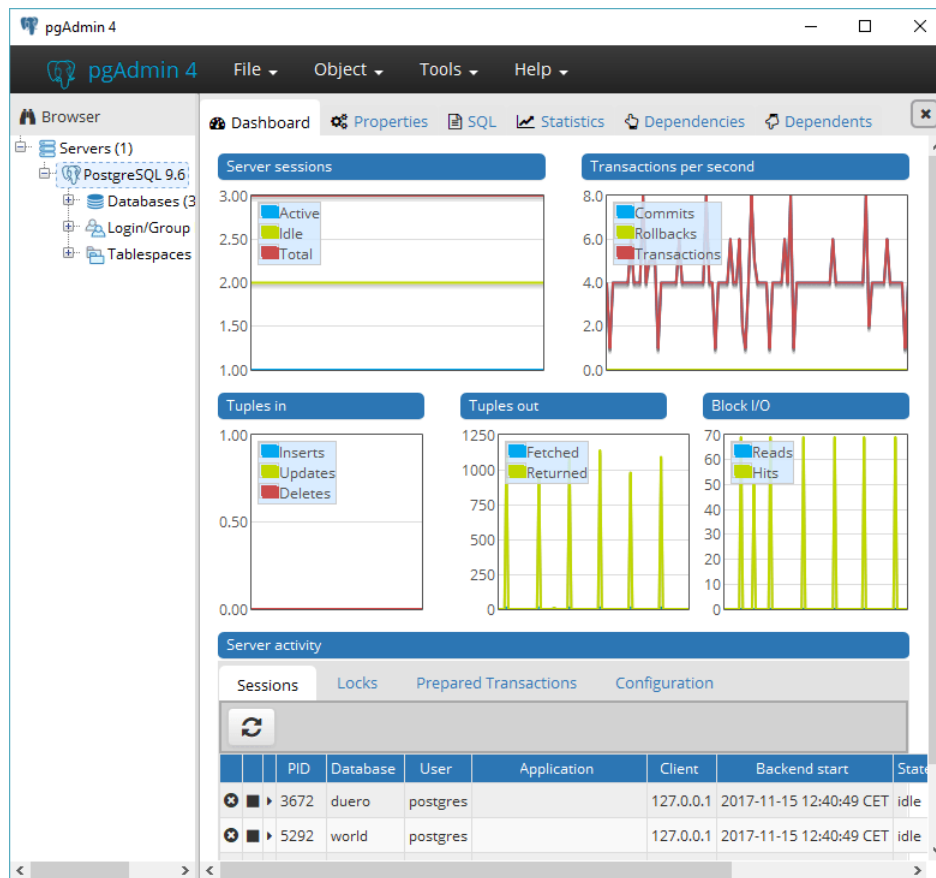 pgAdmin 4
pgAdmin 4 File Object Tools Help
Browser
Servers (1)
PostgreSQL 9.6
Databases (3
Login/Group
Tablespaces
Dashboard Properties SQL Statistics Dependencies Dependents
Server sessions
3.00
2.50
2.00
1.50
1.00
Active
Idle
Total
Transactions per second
8.0
6.0
4.0
2.0
0.0
Commits
Rollbacks
Transactions
Tuples in
1.00
0.50
0.00
Inserts
Updates
Deletes
Tuples out
1250
1000
750
500
250
0
Fetched
Returned
Block I/O
70
60
50
40
30
20
10
0
Reads
Hits
Server activity
Sessions Locks Prepared Transactions Configuration
PID Database User Application Client Backend start State
3672 duero postgres 127.0.0.1 2017-11-15 12:40:49 CET idle
5292 world postgres 127.0.0.1 2017-11-15 12:40:49 CET idle